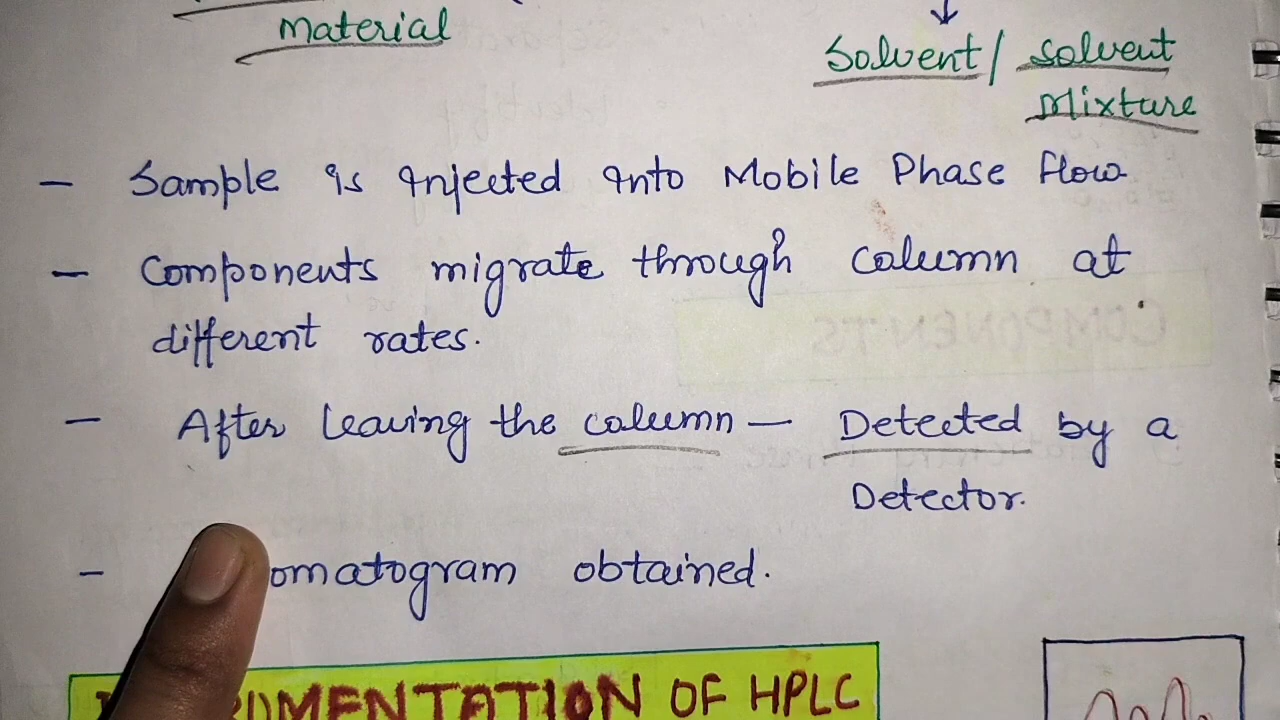 Material
Solvent / Solvent
Mixture
- Sample is injected into Mobile Phase flow
- Components migrate through column at
different rates.
- After leaving the column - Detected by a
Detector.
- omatogram obtained.
RUMENTATION OF HPLC